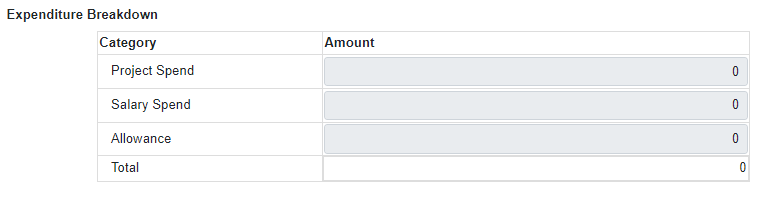 Expenditure Breakdown
Category Amount
Project Spend 0
Salary Spend 0
Allowance 0
Total 0